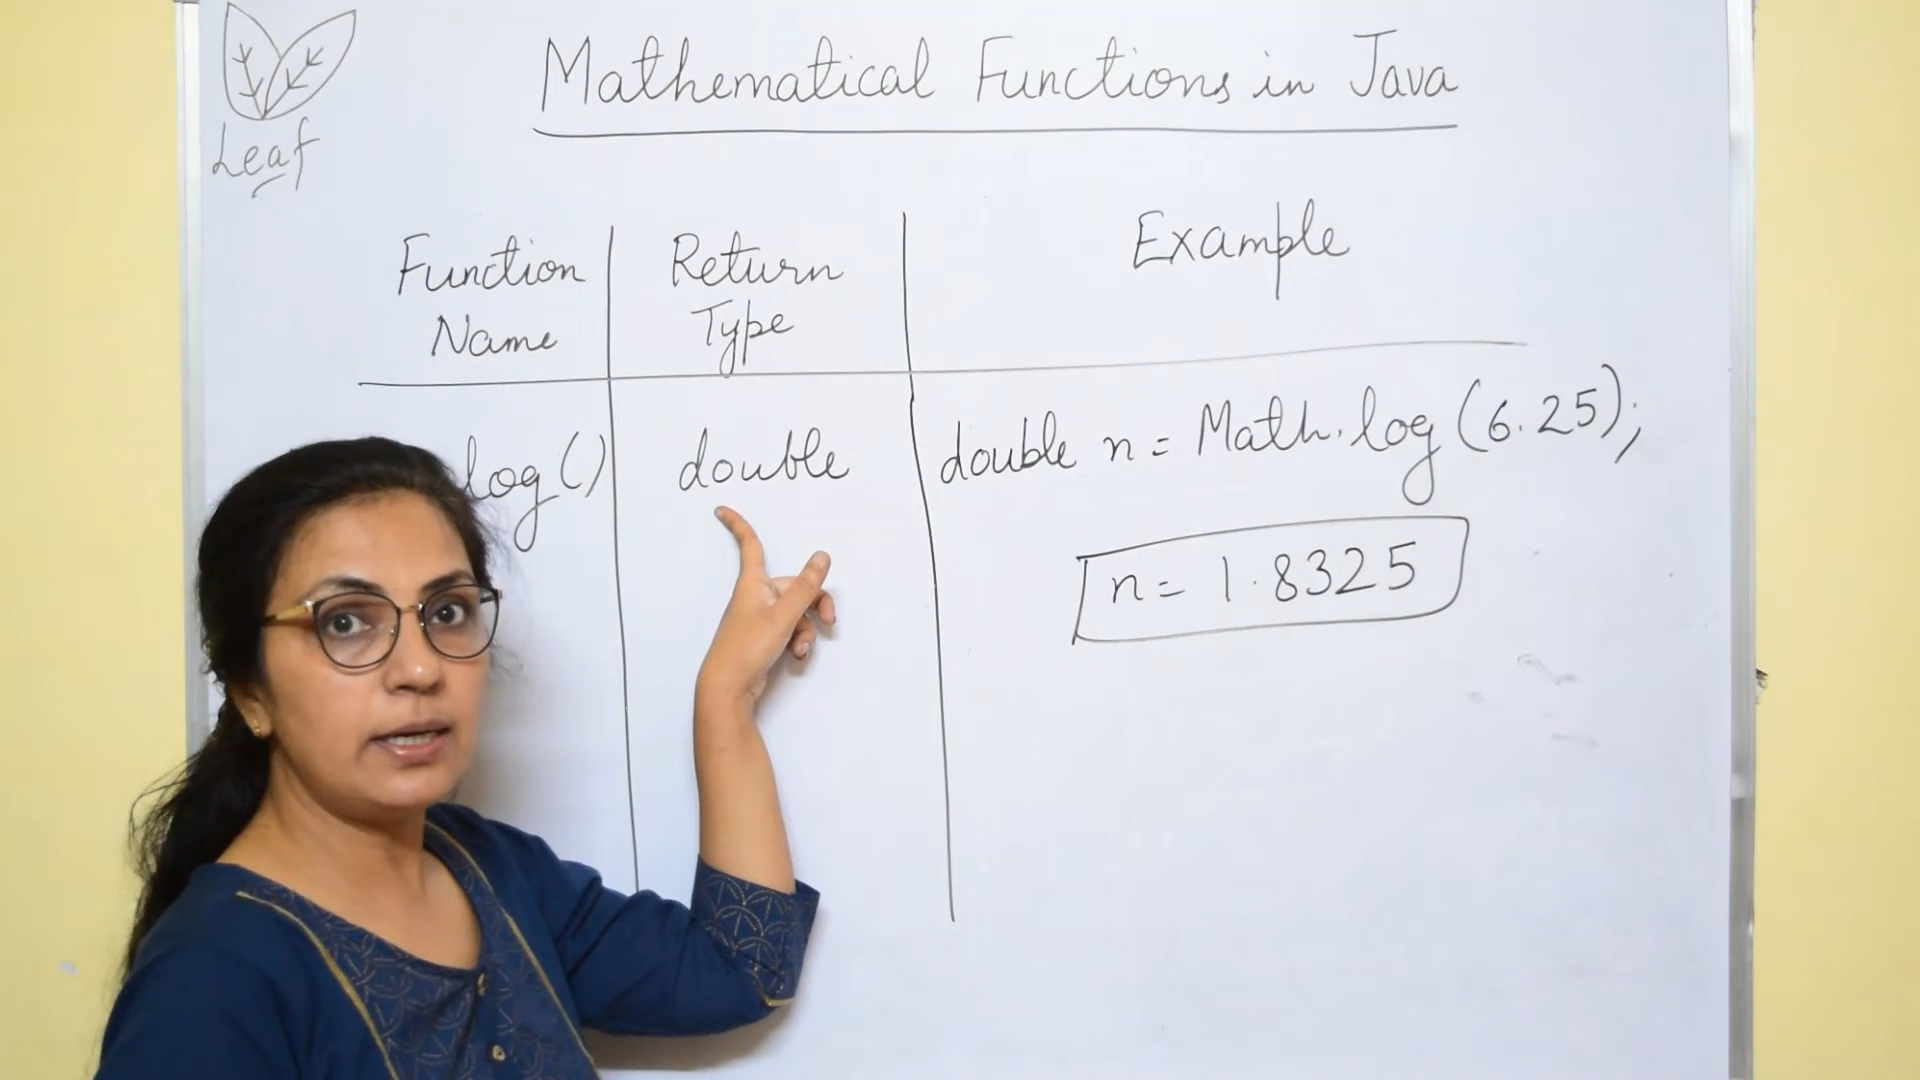 Leaf
Mathematical Functions in Java
Function Name
Return Type
Example
log()
double
double n = Math.log(6.25);
n = 1.8325